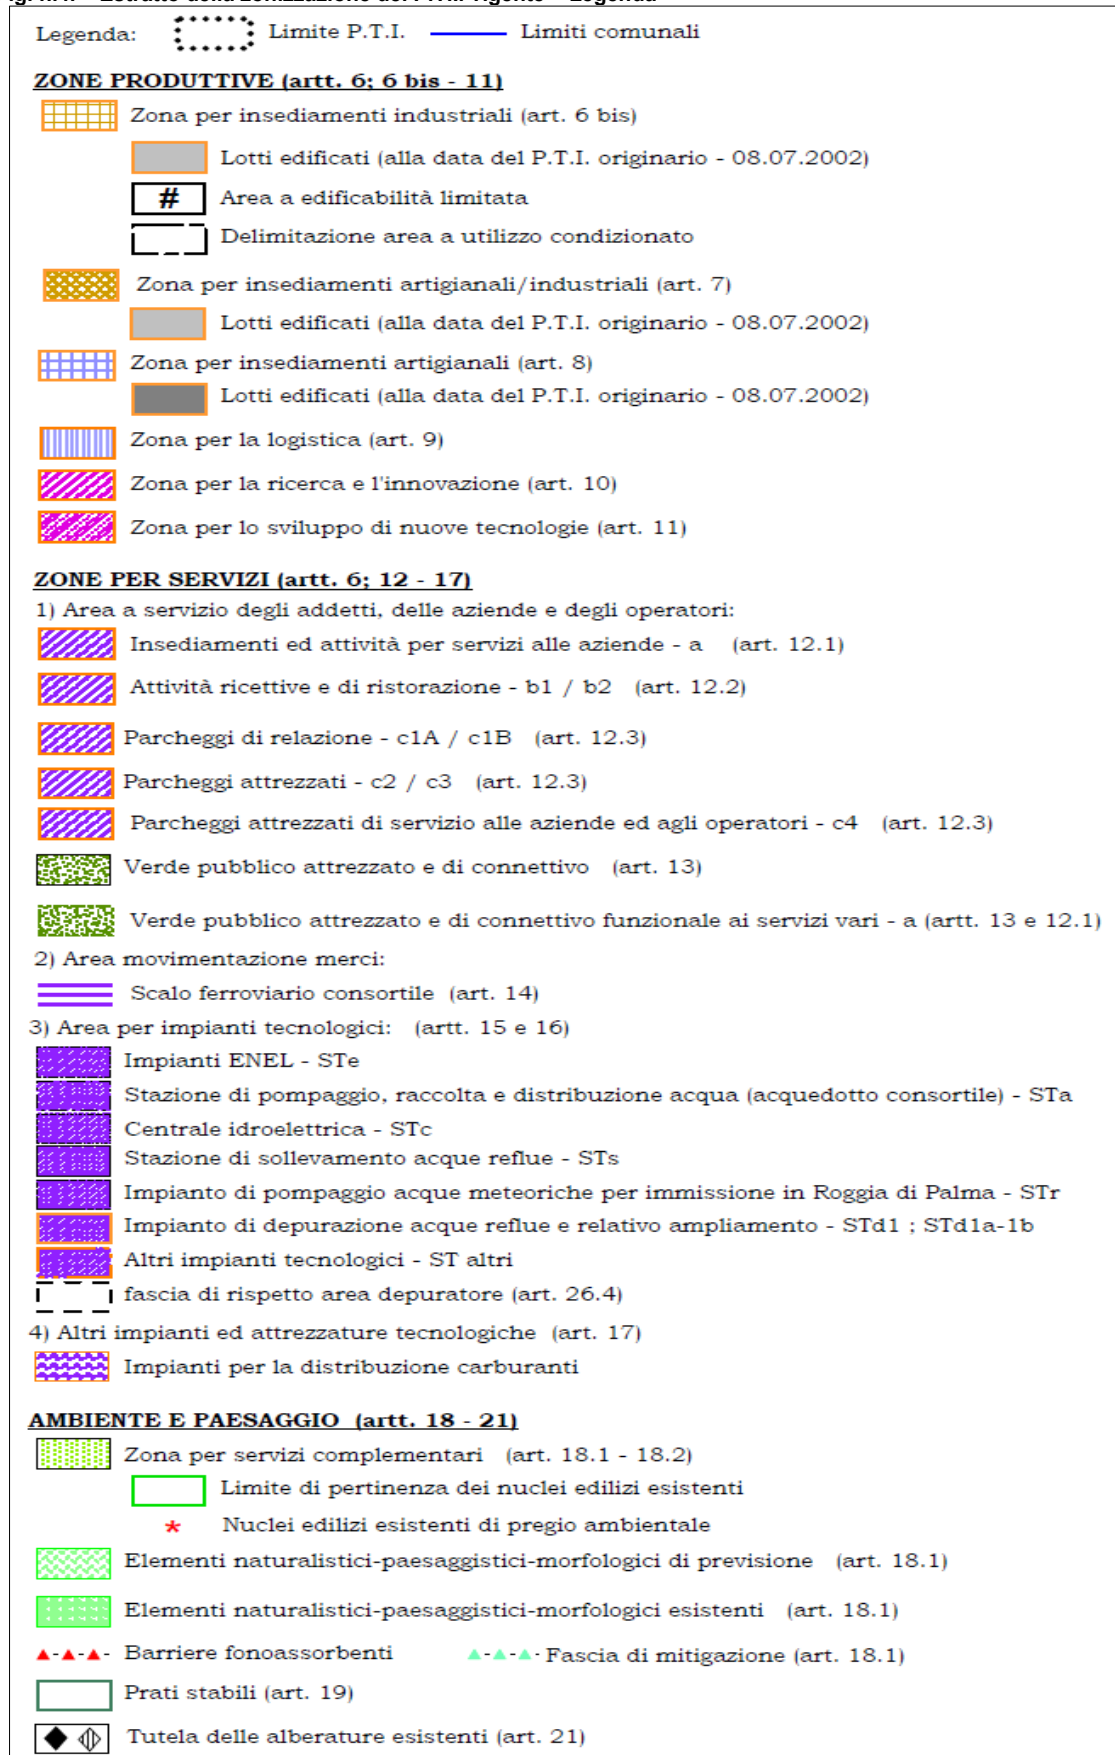 Legenda: Limite P.T.I. Limiti comunali
ZONE PRODUTTIVE (artt. 6; 6 bis - 11)
Zona per insediamenti industriali (art. 6 bis)
Lotti edificati (alla data del P.T.I. originario - 08.07.2002)
# Area a edificabilità limitata
Delimitazione area a utilizzo condizionato
Zona per insediamenti artigianali/industriali (art. 7)
Lotti edificati (alla data del P.T.I. originario - 08.07.2002)
Zona per insediamenti artigianali (art. 8)
Lotti edificati (alla data del P.T.I. originario - 08.07.2002)
Zona per la logistica (art. 9)
Zona per la ricerca e l'innovazione (art. 10)
Zona per lo sviluppo di nuove tecnologie (art. 11)
ZONE PER SERVIZI (artt. 6; 12 - 17)
1) Area a servizio degli addetti, delle aziende e degli operatori:
Insediamenti ed attività per servizi alle aziende - a (art. 12.1)
Attività ricettive e di ristorazione - b1 / b2 (art. 12.2)
Parcheggi di relazione - c1A / c1B (art. 12.3)
Parcheggi attrezzati - c2 / c3 (art. 12.3)
Parcheggi attrezzati di servizio alle aziende ed agli operatori - c4 (art. 12.3)
Verde pubblico attrezzato e di connettivo (art. 13)
Verde pubblico attrezzato e di connettivo funzionale ai servizi vari - a (artt. 13 e 12.1)
2) Area movimentazione merci:
Scalo ferroviario consortile (art. 14)
3) Area per impianti tecnologici: (artt. 15 e 16)
Impianti ENEL - STe
Stazione di pompaggio, raccolta e distribuzione acqua (acquedotto consortile) - STa
Centrale idroelettrica - STc
Stazione di sollevamento acque reflue - STs
Impianto di pompaggio acque meteoriche per immissione in Roggia di Palma - STr
Impianto di depurazione acque reflue e relativo ampliamento - STd1 ; STd1a-1b
Altri impianti tecnologici - ST altri
fascia di rispetto area depuratore (art. 26.4)
4) Altri impianti ed attrezzature tecnologiche (art. 17)
Impianti per la distribuzione carburanti
AMBIENTE E PAESAGGIO (artt. 18 - 21)
Zona per servizi complementari (art. 18.1 - 18.2)
Limite di pertinenza dei nuclei edilizi esistenti
* Nuclei edilizi esistenti di pregio ambientale
Elementi naturalistici-paesaggistici-morfologici di previsione (art. 18.1)
Elementi naturalistici-paesaggistici-morfologici esistenti (art. 18.1)
Barriere fonoassorbenti Fascia di mitigazione (art. 18.1)
Prati stabili (art. 19)
Tutela delle alberature esistenti (art. 21)